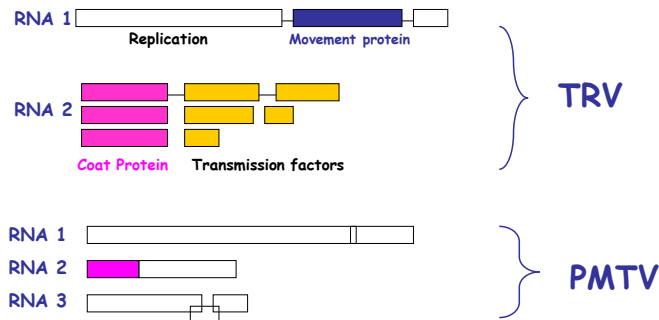 RNA 1
Replication Movement protein
RNA 2
TRV
Coat Protein Transmission factors
RNA 1
RNA 2
PMTV
RNA 3